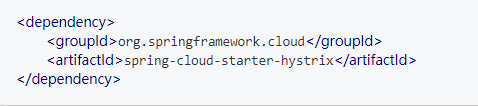 <dependency>
    <groupId>org.springframework.cloud</groupId>
    <artifactId>spring-cloud-starter-hystrix</artifactId>
</dependency>